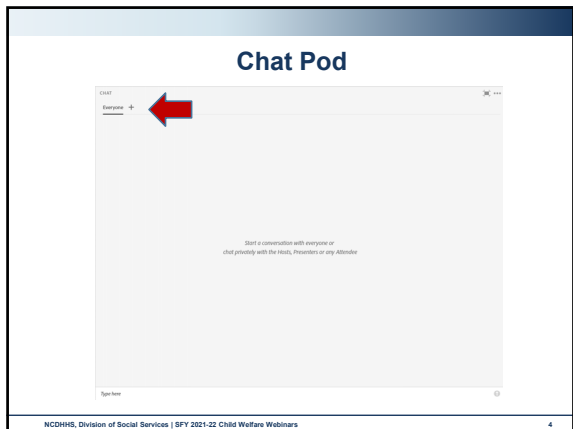 Chat Pod
CHAT
Everyone +
Start a conversation with everyone or
chat privately with the Hosts, Presenters or any Attendee
Type here
NCDHHS, Division of Social Services | SFY 2021-22 Child Welfare Webinars 4